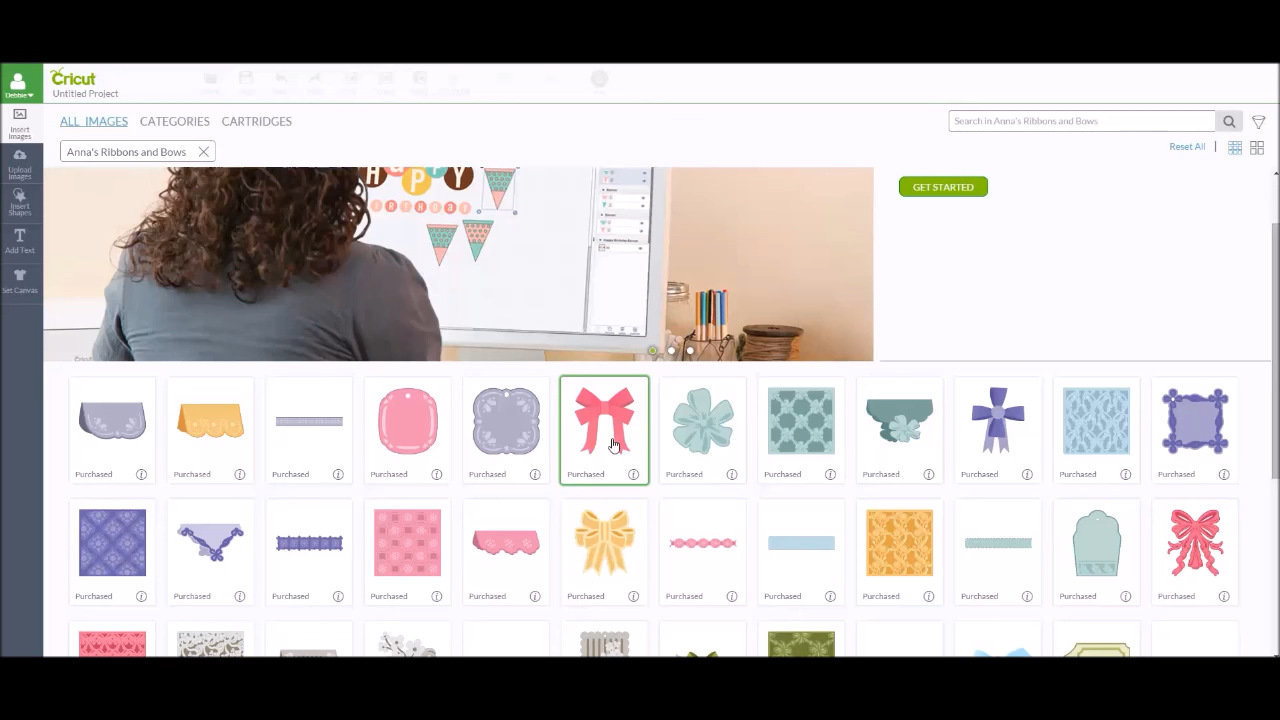 Cricut
Untitled Project
Debbie
Insert
Images
Upload
Images
Insert
Shapes
Add Text
Set Canvas
ALL IMAGES CATEGORIES CARTRIDGES
Search in Anna's Ribbons and Bows
Anna's Ribbons and Bows
Reset All
HAPPY
BIRTHDAY
GET STARTED
Purchased Purchased Purchased Purchased Purchased Purchased Purchased Purchased Purchased Purchased Purchased Purchased
Purchased Purchased Purchased Purchased Purchased Purchased Purchased Purchased Purchased Purchased Purchased Purchased